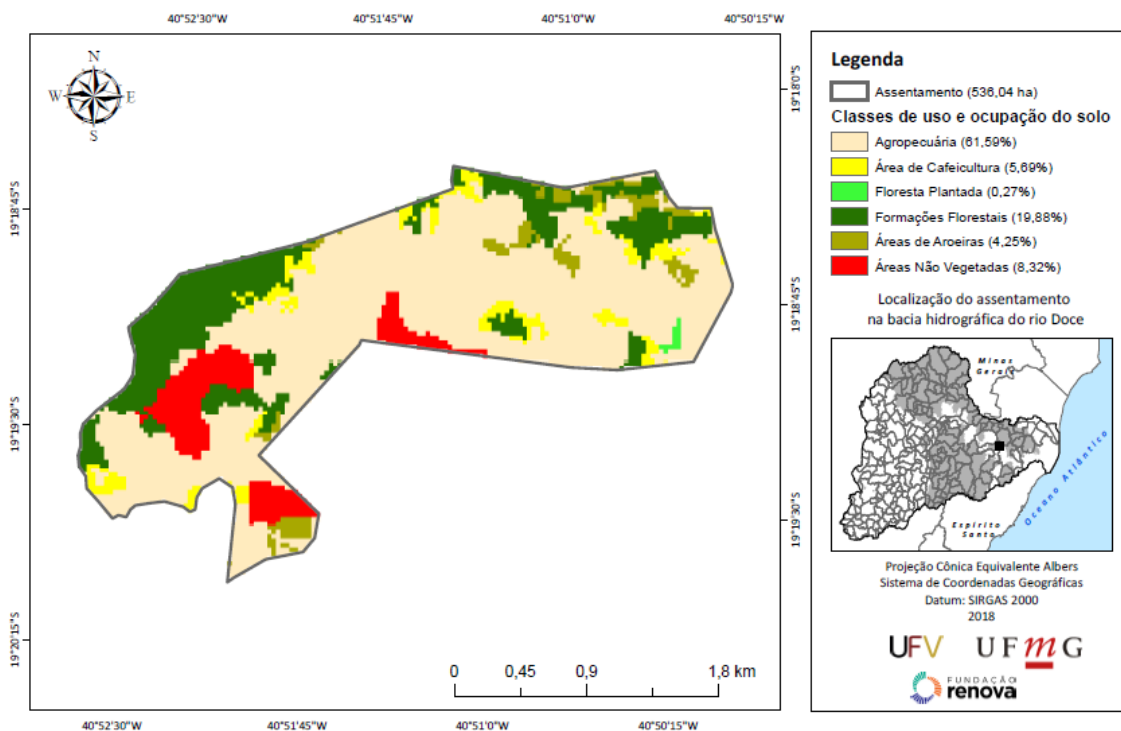 40°52'30"W 40°51'45"W 40°51'0"W 40°50'15"W
N
W E
S
19°18'45"S
19°19'30"S
19°20'15"S
19°18'0"S
19°18'45"S
19°19'30"S
0 0,45 0,9 1,8 km
40°52'30"W 40°51'45"W 40°51'0"W 40°50'15"W
Legenda
Assentamento (536,04 ha)
Classes de uso e ocupação do solo
Agropecuária (61,59%)
Área de Cafeicultura (5,69%)
Floresta Plantada (0,27%)
Formações Florestais (19,88%)
Áreas de Aroeiras (4,25%)
Áreas Não Vegetadas (8,32%)
Localização do assentamento
na bacia hidrográfica do rio Doce
Minas
Gerais
Oceano Atlântico
Espírito
Santo
Projeção Cônica Equivalente Albers
Sistema de Coordenadas Geográficas
Datum: SIRGAS 2000
2018
UFV UFmG
FUNDAÇÃO
renova